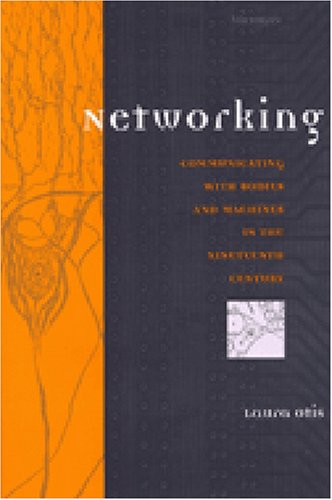 Networking
COMMUNICATING
WITH BODIES
AND MACHINES
IN THE
NINETEENTH
CENTURY
Laura Otis